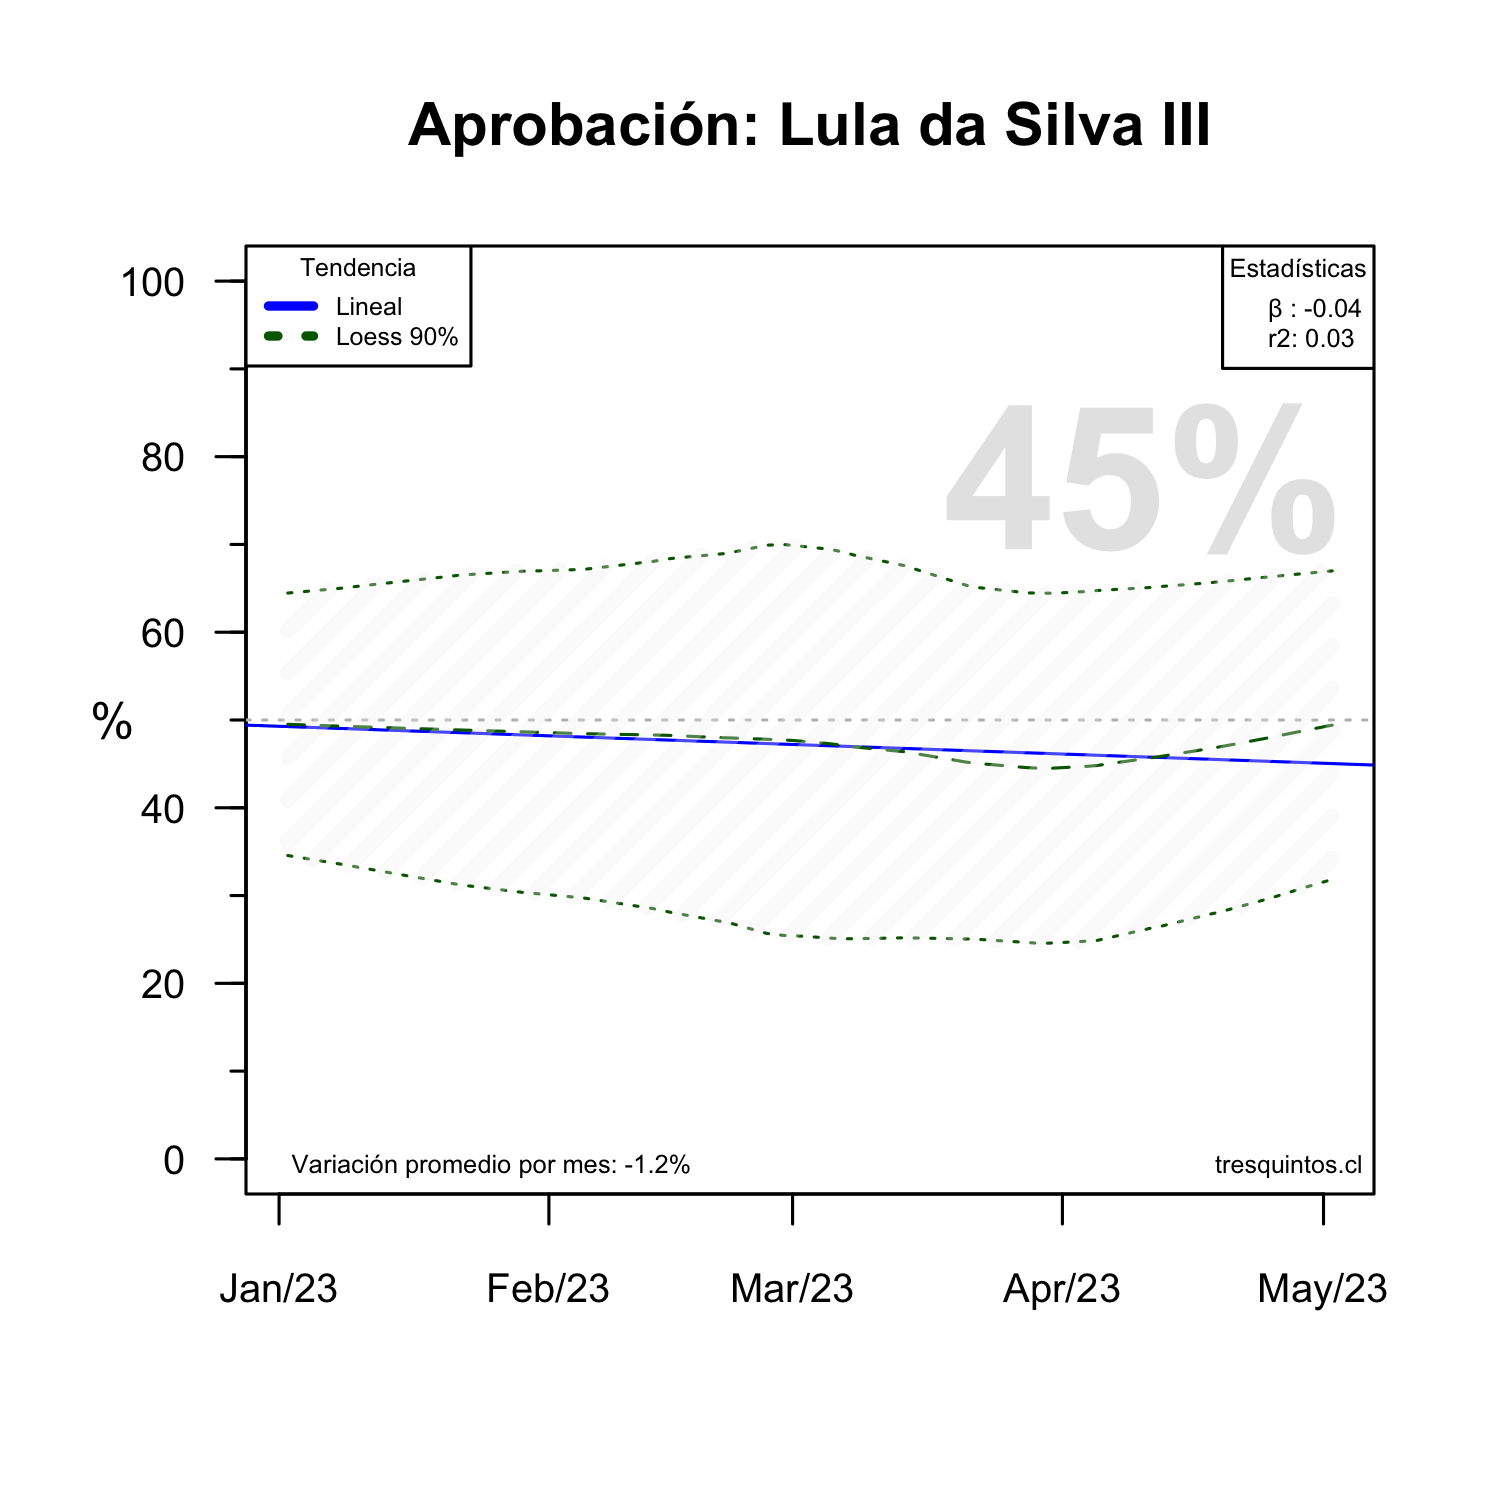 Aprobación: Lula da Silva III
Tendencia
Lineal
Loess 90%
Estadísticas
β : -0.04
r2: 0.03
45%
100
80
60
%
40
20
0
Variación promedio por mes: -1.2%
tresquintos.cl
Jan/23 Feb/23 Mar/23 Apr/23 May/23